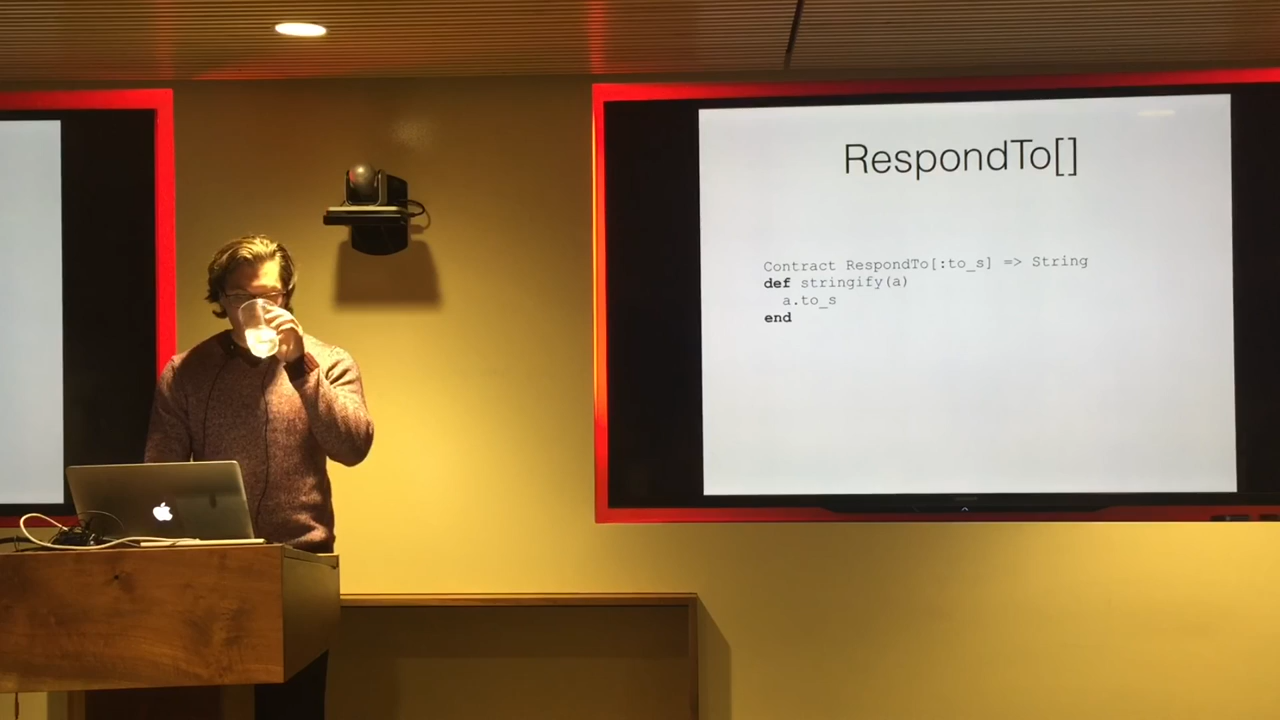 RespondTo[]
Contract RespondTo[:to_s] => String
def stringify(a)
a.to_s
end